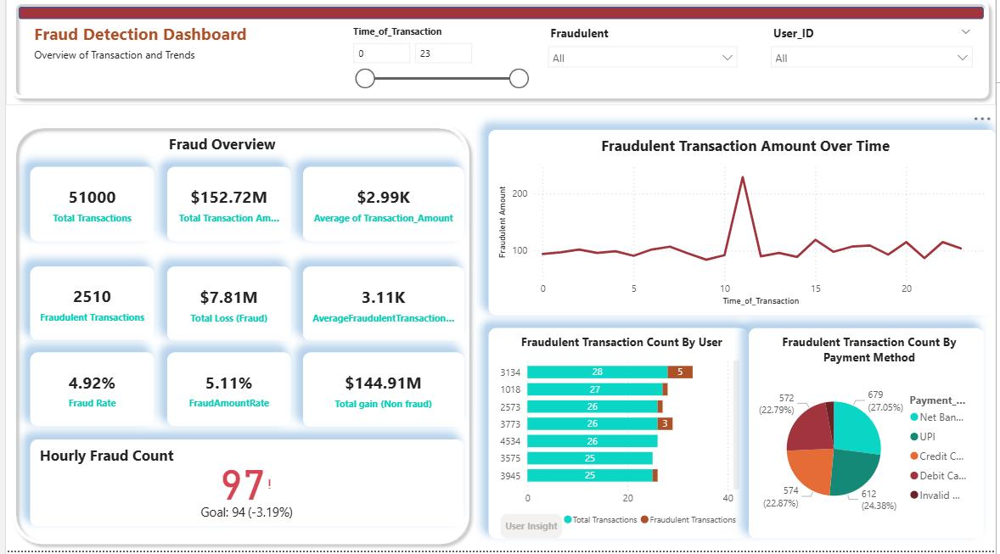 Fraud Detection Dashboard
Overview of Transaction and Trends
Time_of_Transaction
0 23
Fraudulent
All
User_ID
All
Fraud Overview
51000
Total Transactions
$152.72M
Total Transaction Am...
$2.99K
Average of Transaction_Amount
2510
Fraudulent Transactions
$7.81M
Total Loss (Fraud)
3.11K
AverageFraudulentTransaction...
4.92%
Fraud Rate
5.11%
FraudAmountRate
$144.91M
Total gain (Non fraud)
Hourly Fraud Count
97!
Goal: 94 (-3.19%)
Fraudulent Transaction Amount Over Time
Fraudulent Amount
200
100
0 5 10 15 20
Time_of_Transaction
Fraudulent Transaction Count By User
3134 28 5
1018 27
2573 26
3773 26 3
4534 26
3575 25
3945 25
0 20 40
User Insight
Total Transactions Fraudulent Transactions
Fraudulent Transaction Count By
Payment Method
679
(27.05%)
612
(24.38%)
574
(22.87%)
572
(22.79%)
Payment_...
Net Ban...
UPI
Credit C...
Debit Ca...
Invalid ...